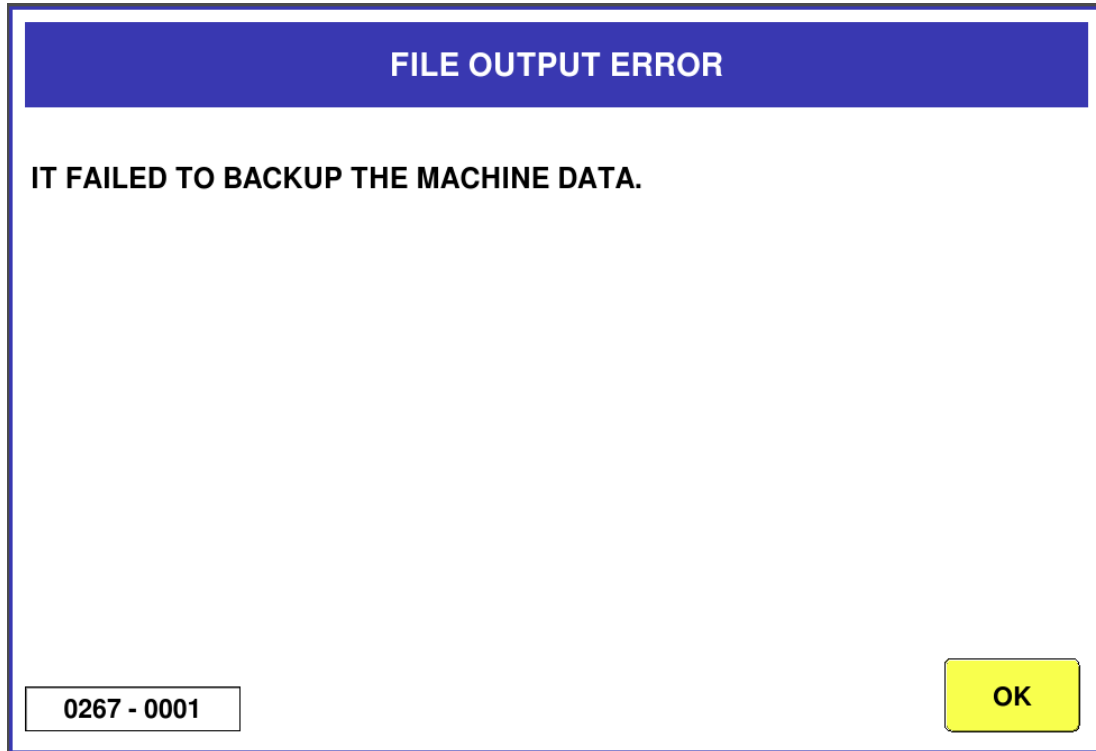 FILE OUTPUT ERROR
IT FAILED TO BACKUP THE MACHINE DATA.
0267 - 0001
OK